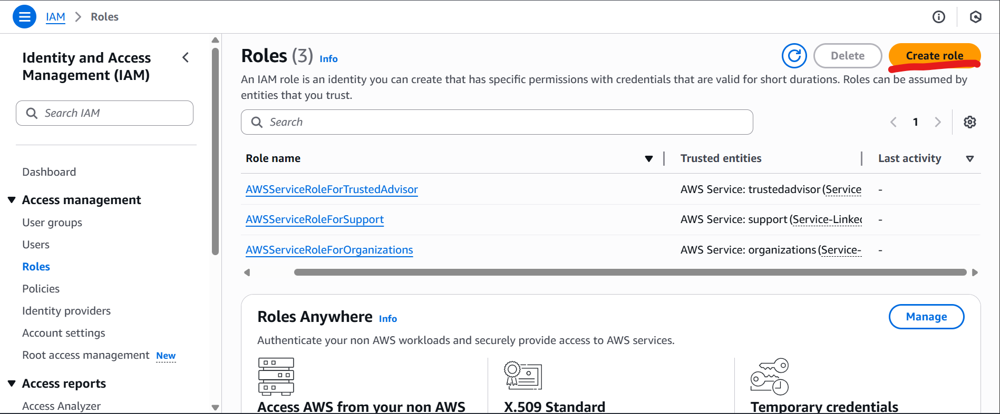 IAM > Roles
Identity and Access
Management (IAM)
Search IAM
Dashboard
Access management
User groups
Users
Roles
Policies
Identity providers
Account settings
Root access management New
Access reports
Access Analyzer
Roles (3) Info
Delete
Create role
An IAM role is an identity you can create that has specific permissions with credentials that are valid for short durations. Roles can be assumed by
entities that you trust.
Search
1
Role name Trusted entities Last activity
AWSServiceRoleForTrustedAdvisor AWS Service: trustedadvisor (Service -
AWSServiceRoleForSupport AWS Service: support (Service-Linked -
AWSServiceRoleForOrganizations AWS Service: organizations (Service- -
Roles Anywhere Info
Manage
Authenticate your non AWS workloads and securely provide access to AWS services.
Access AWS from your non AWS
X.509 Standard
Temporary credentials